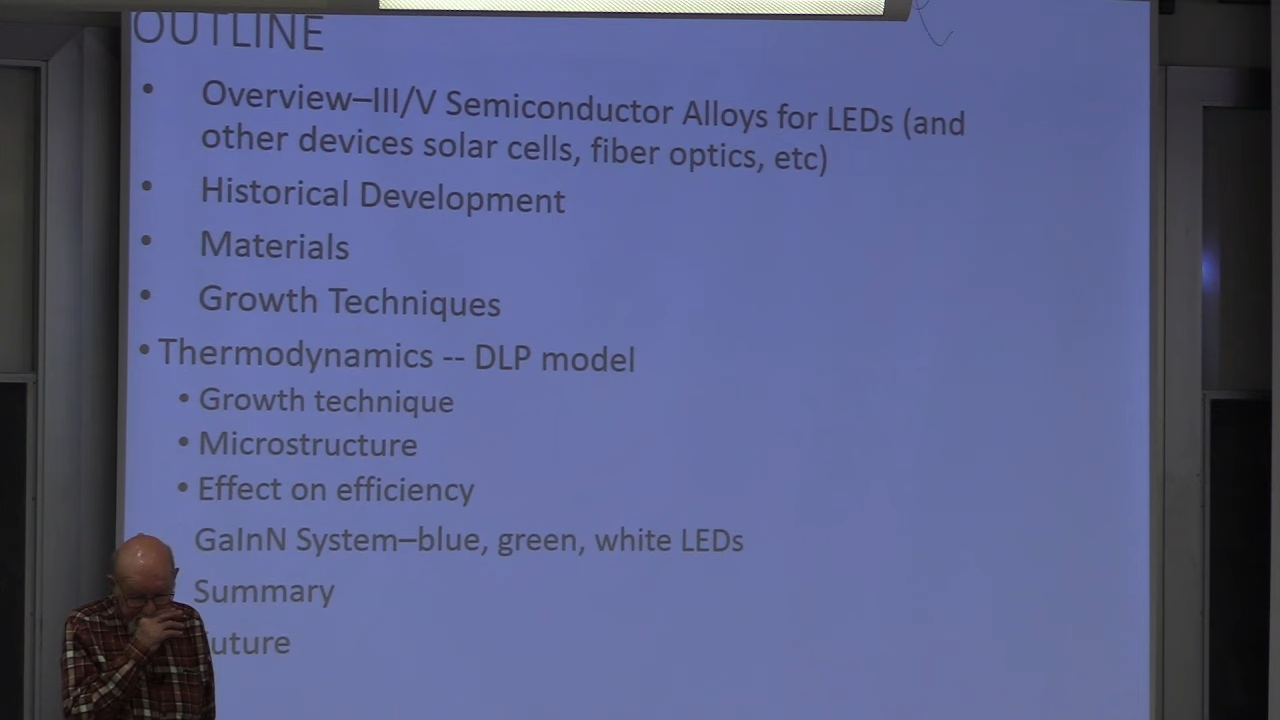 OUTLINE
• Overview–III/V Semiconductor Alloys for LEDs (and
other devices solar cells, fiber optics, etc)
• Historical Development
• Materials
• Growth Techniques
• Thermodynamics -- DLP model
• Growth technique
• Microstructure
• Effect on efficiency
GaInN System–blue, green, white LEDs
Summary
uture